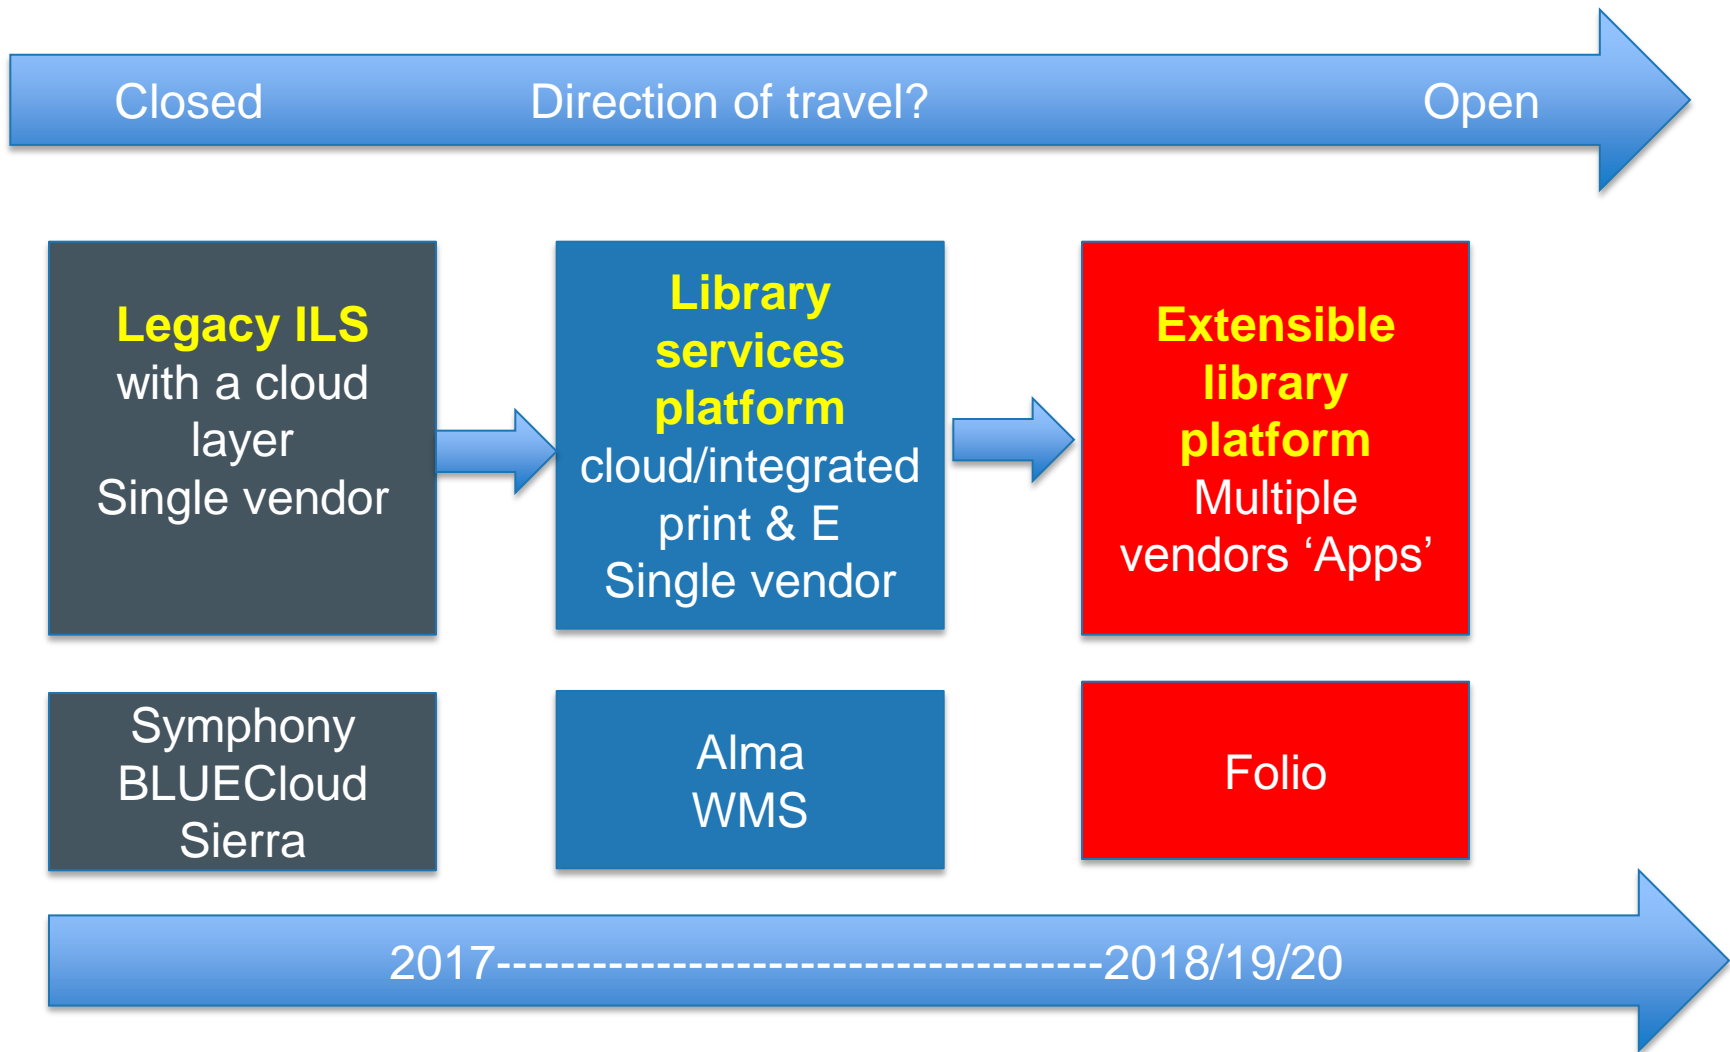 Closed Direction of travel? Open
Legacy ILS
with a cloud
layer
Single vendor
Library
services
platform
cloud/integrated
print & E
Single vendor
Extensible
library
platform
Multiple
vendors ‘Apps’
Symphony
BLUECloud
Sierra
Alma
WMS
Folio
2017--------------------------------------2018/19/20